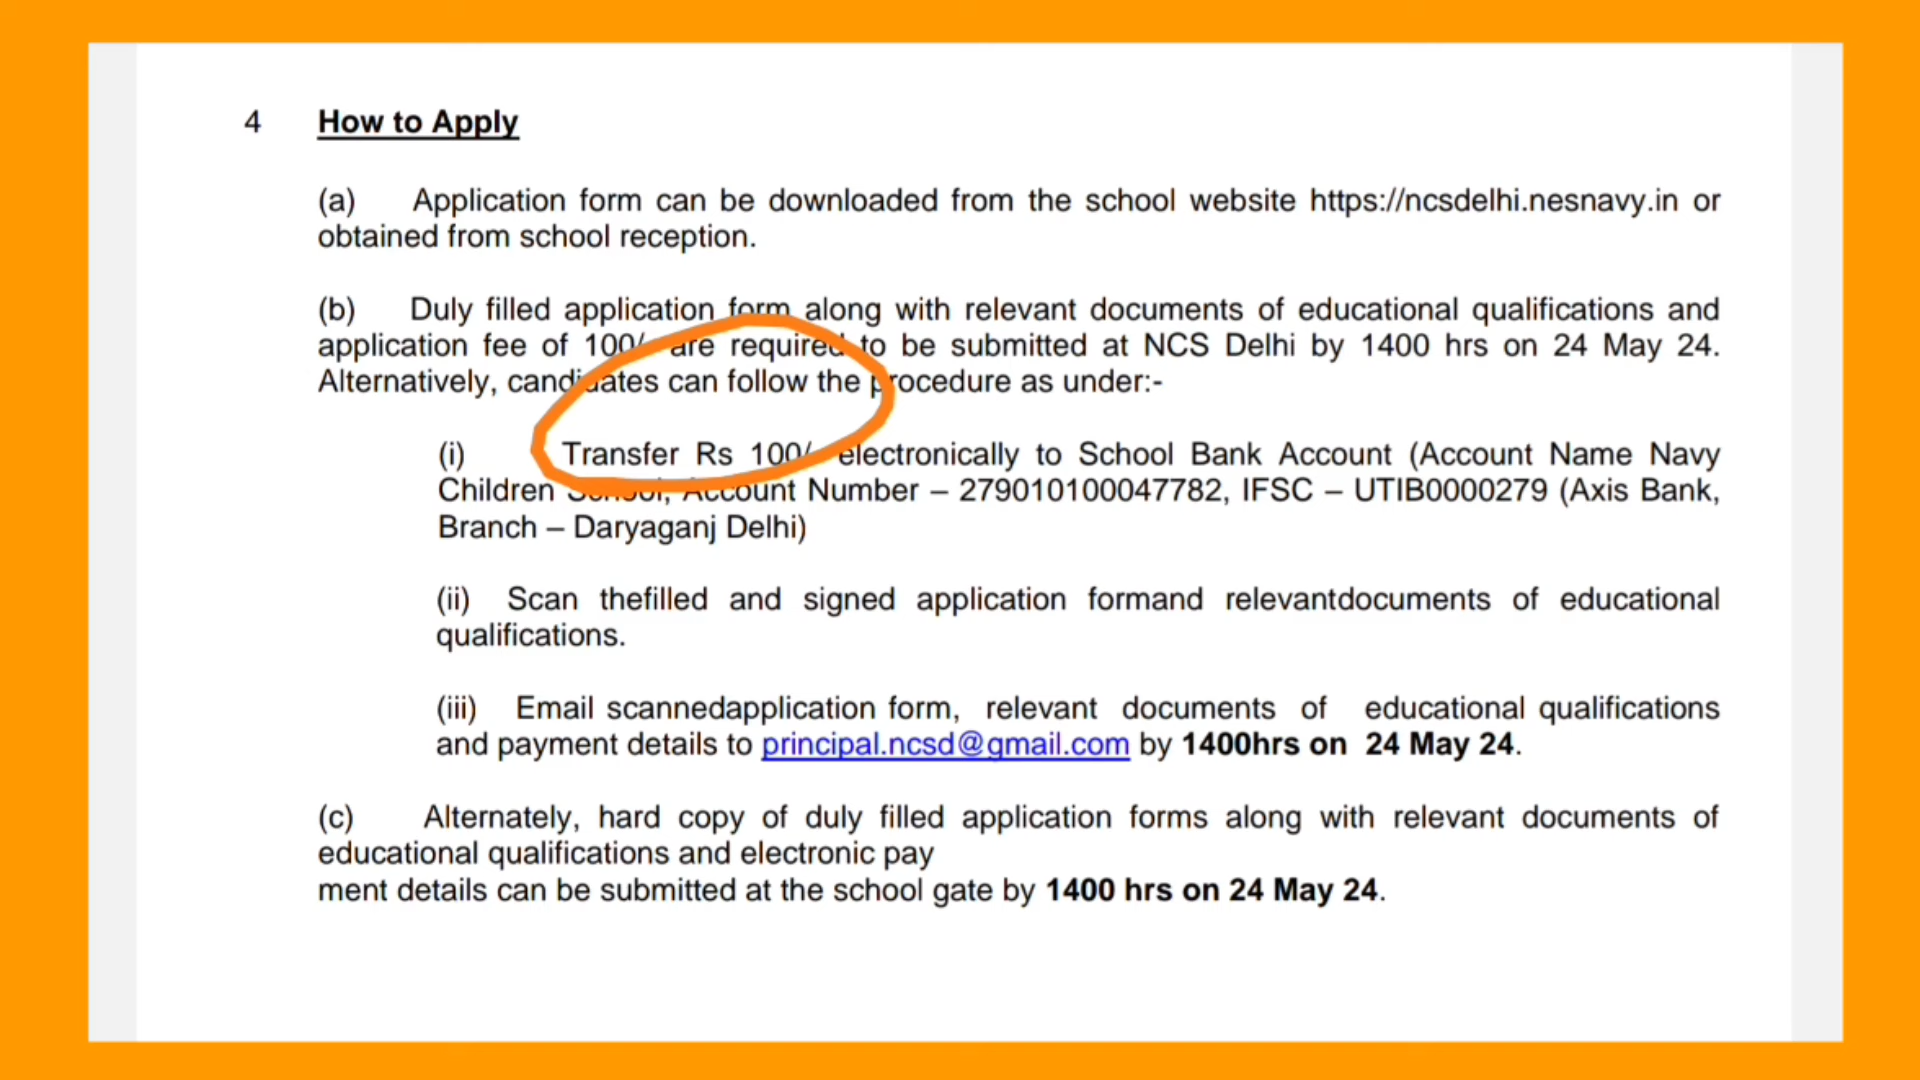 4 How to Apply
(a) Application form can be downloaded from the school website https://ncsdelhi.nesnavy.in or
obtained from school reception.
(b) Duly filled application form along with relevant documents of educational qualifications and
application fee of 100/- are required to be submitted at NCS Delhi by 1400 hrs on 24 May 24.
Alternatively, candidates can follow the procedure as under:-
(i) Transfer Rs 100/- electronically to School Bank Account (Account Name Navy
Children School, Account Number – 279010100047782, IFSC – UTIB0000279 (Axis Bank,
Branch – Daryaganj Delhi)
(ii) Scan thefilled and signed application formand relevantdocuments of educational
qualifications.
(iii) Email scannedapplication form, relevant documents of educational qualifications
and payment details to principal.ncsd@gmail.com by 1400hrs on 24 May 24.
(c) Alternately, hard copy of duly filled application forms along with relevant documents of
educational qualifications and electronic pay
ment details can be submitted at the school gate by 1400 hrs on 24 May 24.